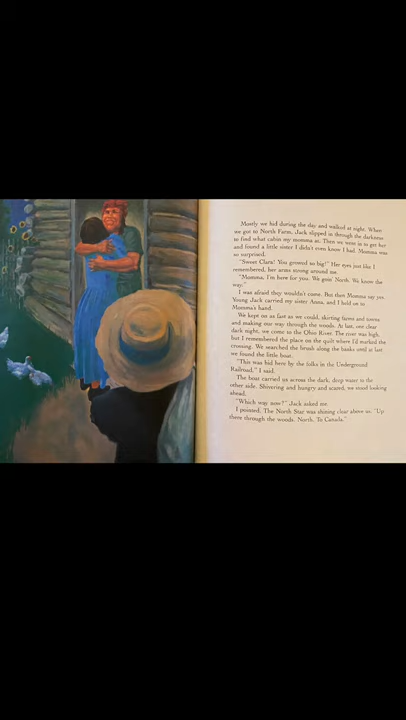 Mostly we hid during the day and walked at night. When
we got to North Farm, Jack slipped in through the darkness
to find what cabin my momma at. Then we went in to get her
and found a little sister I didn't even know I had. Momma was
so surprised.
"Sweet Clara! You growed so big!" Her eyes just like I
remembered, her arms strong around me.
"Momma, I'm here for you. We goin' North. We know the
way."
I was afraid they wouldn't come. But then Momma say yes.
Young Jack carried my sister Anna, and I held on to
Momma's hand.
We kept on as fast as we could, skirting farms and towns
and making our way through the woods. At last, one clear
dark night, we come to the Ohio River. The river was high,
but I remembered the place on the quilt where I'd marked the
crossing. We searched the brush along the banks until at last
we found the little boat.
"This was hid here by the folks in the Underground
Railroad," I said.
The boat carried us across the dark, deep water to the
other side. Shivering and hungry and scared, we stood looking
ahead.
"Which way now?" Jack asked me.
I pointed. The North Star was shining clear above us. "Up
there through the woods. North. To Canada."